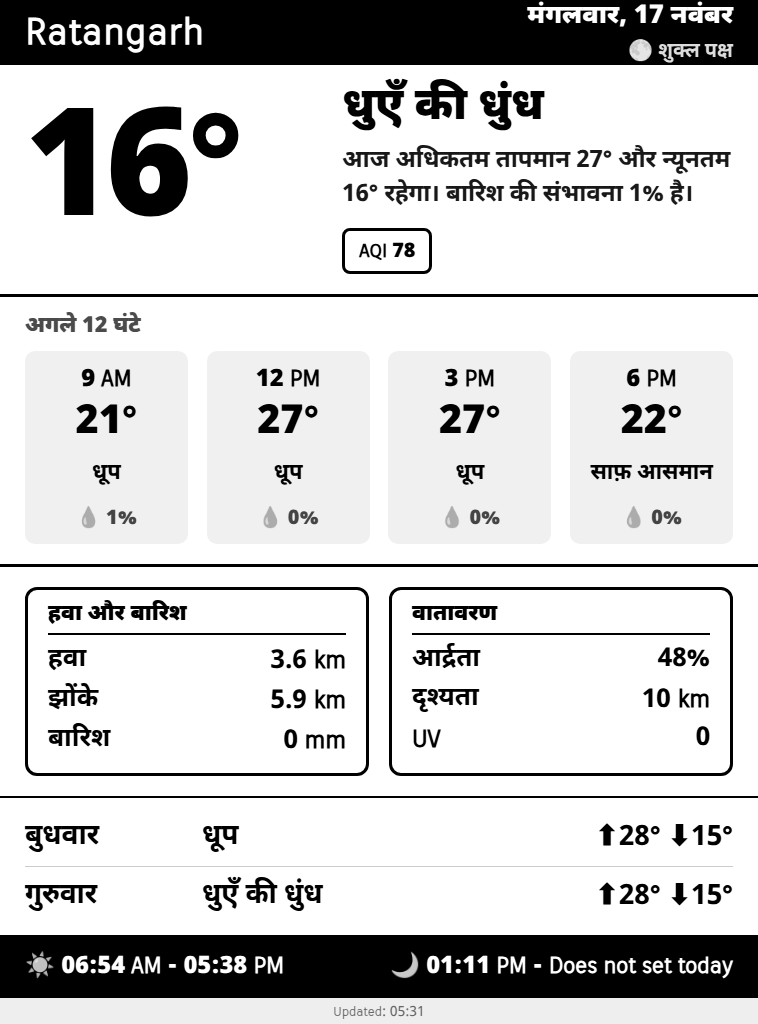 Ratangarh
मंगलवार, 17 नवंबर
शुक्ल पक्ष
16°
धुएँ की धुंध
आज अधिकतम तापमान 27° और न्यूनतम
16° रहेगा। बारिश की संभावना 1% है।
AQI 78
अगले 12 घंटे
9 AM 12 PM 3 PM 6 PM
21° 27° 27° 22°
धूप धूप धूप साफ़ आसमान
1% 0% 0% 0%
हवा और बारिश
हवा 3.6 km
झोंके 5.9 km
बारिश 0 mm
वातावरण
आर्द्रता 48%
दृश्यता 10 km
UV 0
बुधवार धूप ⬆28° ⬇15°
गुरुवार धुएँ की धुंध ⬆28° ⬇15°
06:54 AM - 05:38 PM 01:11 PM - Does not set today
Updated: 05:31